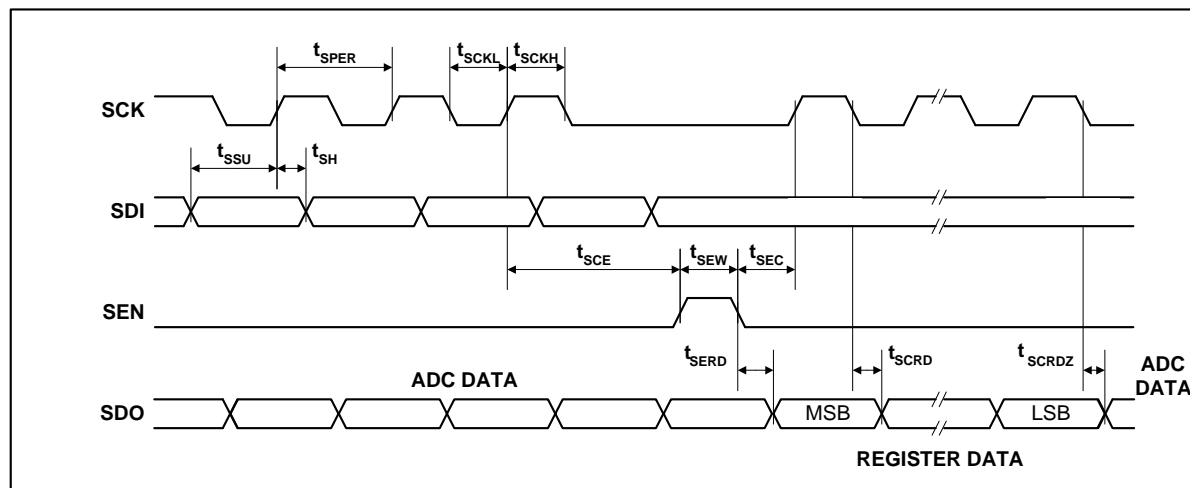 tSPER tSCKL tSCKH
SCK
tSSU tSH
SDI
tSCE tSEW tSEC
SEN
tSERD tSCRD tSCRDZ
ADC DATA
ADC DATA
SDO
MSB
LSB
REGISTER DATA